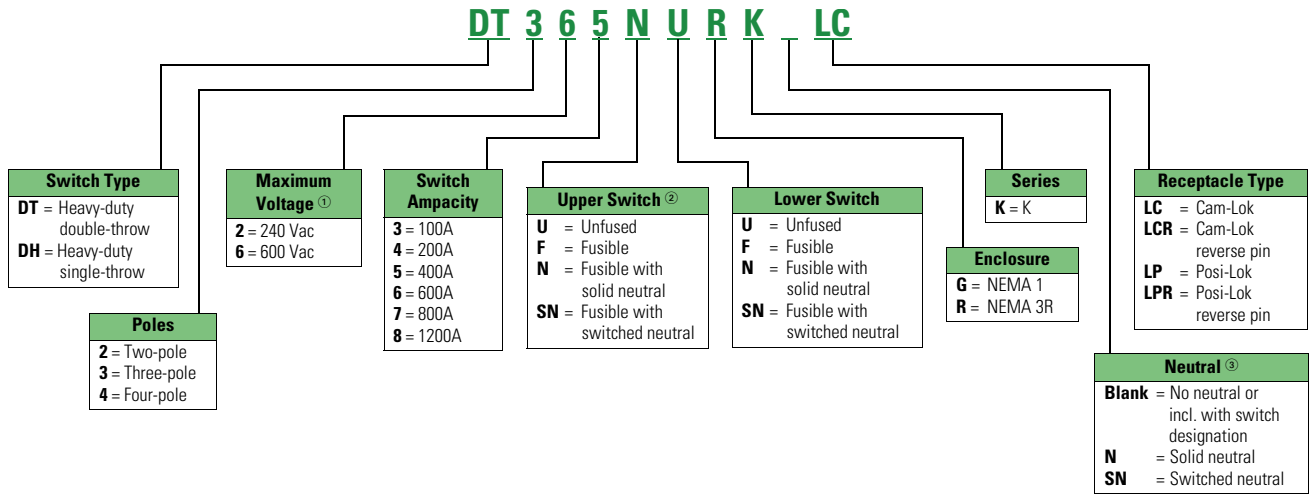 DT 3 6 5 N U R K _ LC
Switch Type
DT = Heavy-duty
double-throw
DH = Heavy-duty
single-throw
Poles
2 = Two-pole
3 = Three-pole
4 = Four-pole
Maximum
Voltage ①
2 = 240 Vac
6 = 600 Vac
Switch
Ampacity
3 = 100A
4 = 200A
5 = 400A
6 = 600A
7 = 800A
8 = 1200A
Upper Switch ②
U = Unfused
F = Fusible
N = Fusible with
solid neutral
SN = Fusible with
switched neutral
Lower Switch
U = Unfused
F = Fusible
N = Fusible with
solid neutral
SN = Fusible with
switched neutral
Enclosure
G = NEMA 1
R = NEMA 3R
Series
K = K
Neutral ③
Blank = No neutral or
incl. with switch
designation
N = Solid neutral
SN = Switched neutral
Receptacle Type
LC = Cam-Lok
LCR = Cam-Lok
reverse pin
LP = Posi-Lok
LPR = Posi-Lok
reverse pin